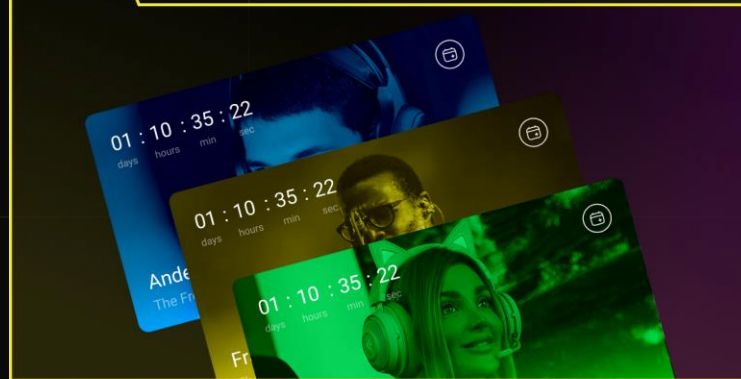 01 : 10 : 35 : 22
days hours min sec
Ande
The Fr
01 : 10 : 35 : 22
days hours min sec
Fr
01 : 10 : 35 : 22
days hours min sec